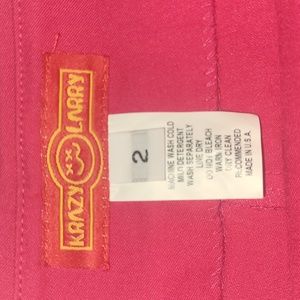 KRAZY LARRY
2
MACHINE WASH COLD
MILD DETERGENT
WASH SEPARATELY
LINE DRY
DO NOT BLEACH
WARM IRON
DRY CLEAN
RECOMMENDED
MADE IN U.S.A.